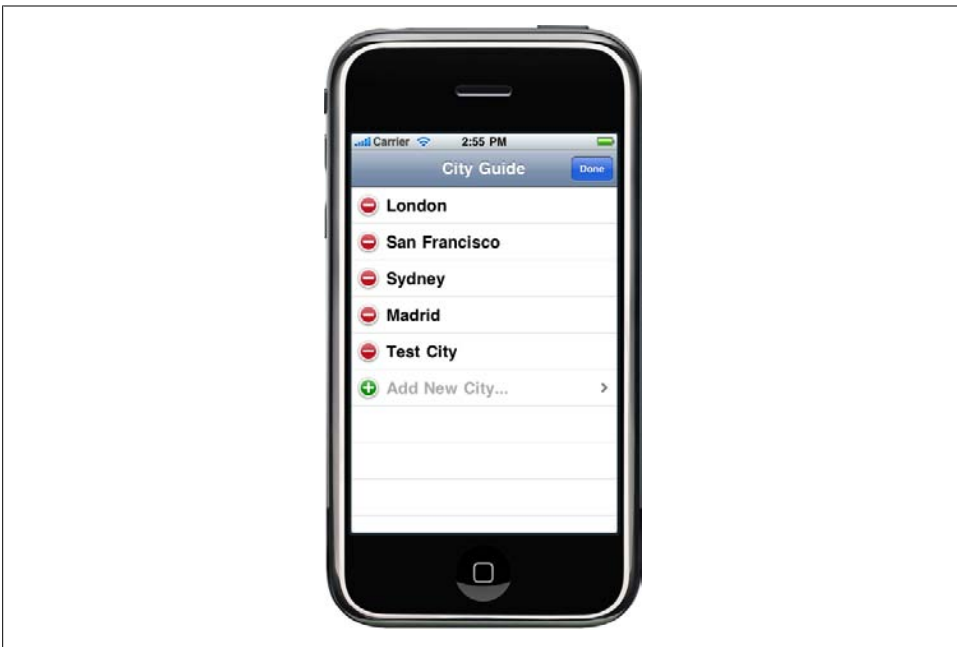 Carrier 2:55 PM
City Guide Done
London
San Francisco
Sydney
Madrid
Test City
Add New City...